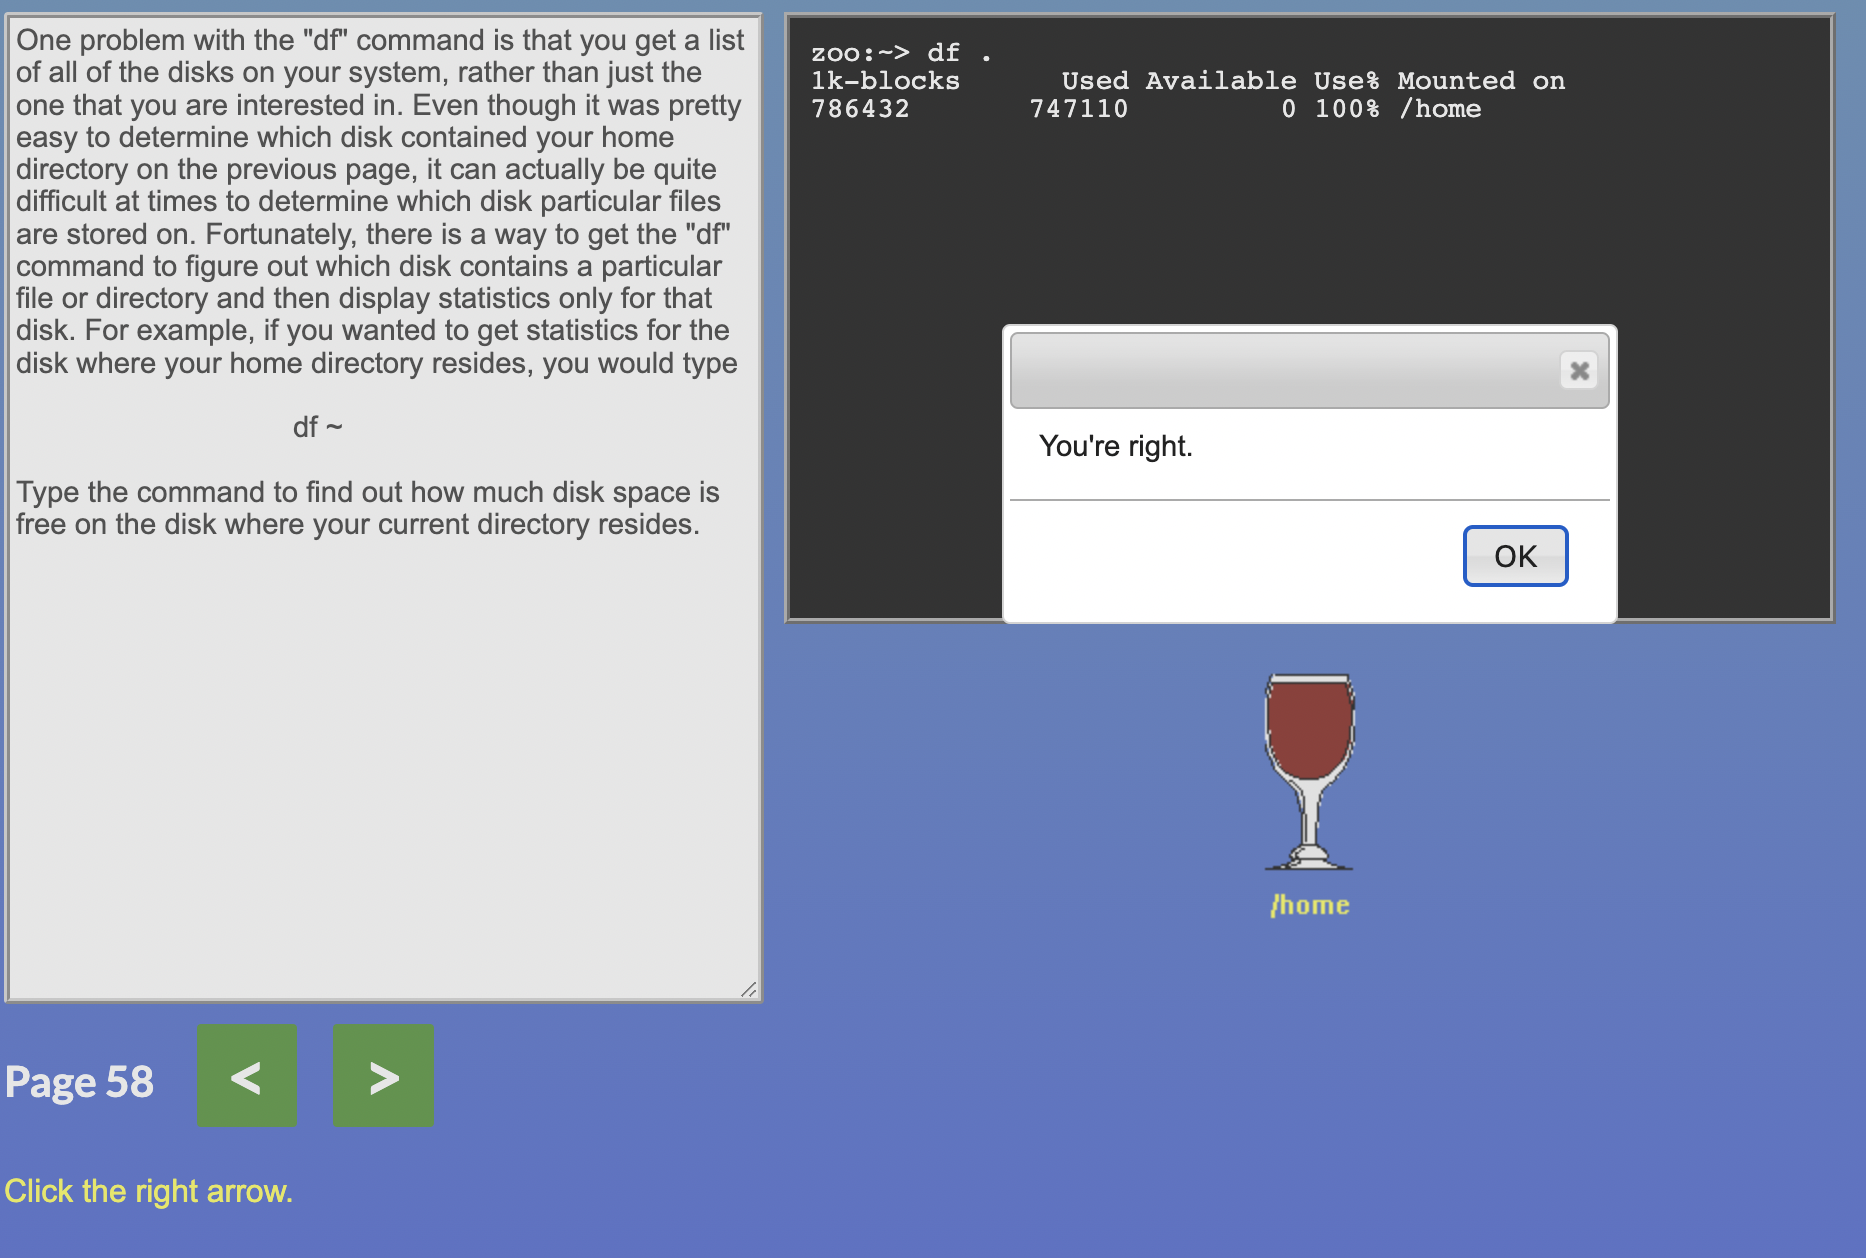 One problem with the "df" command is that you get a list
of all of the disks on your system, rather than just the
one that you are interested in. Even though it was pretty
easy to determine which disk contained your home
directory on the previous page, it can actually be quite
difficult at times to determine which disk particular files
are stored on. Fortunately, there is a way to get the "df"
command to figure out which disk contains a particular
file or directory and then display statistics only for that
disk. For example, if you wanted to get statistics for the
disk where your home directory resides, you would type
df ~
Type the command to find out how much disk space is
free on the disk where your current directory resides.
zoo:~> df .
1k-blocks Used Available Use% Mounted on
786432 747110 0 100% /home
You're right.
OK
/home
Page 58 < >
Click the right arrow.